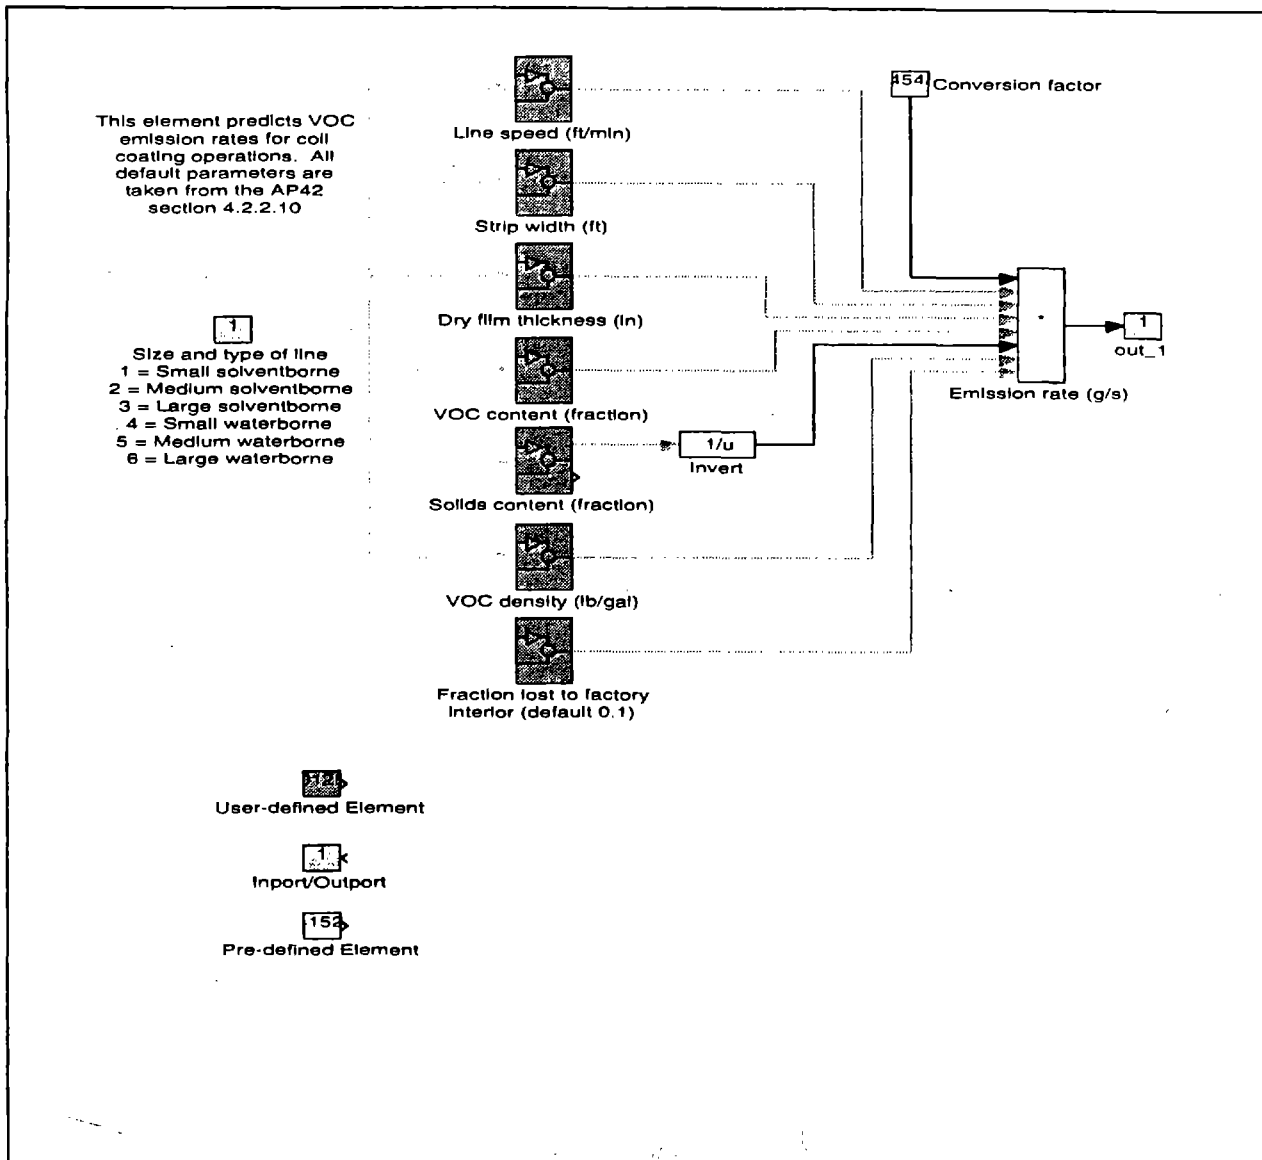 This element predicts VOC
emission rates for coil
coating operations. All
default parameters are
taken from the AP42
section 4.2.2.10
1
Size and type of line
1 = Small solventborne
2 = Medium solventborne
3 = Large solventborne
4 = Small waterborne
5 = Medium waterborne
6 = Large waterborne
Line speed (ft/min)
Strip width (ft)
Dry film thickness (in)
VOC content (fraction)
Solids content (fraction)
VOC density (lb/gal)
Fraction lost to factory
interior (default 0.1)
1/u
Invert
454
Conversion factor
*
Emission rate (g/s)
1
out_1
User-defined Element
1
Inport/Outport
152
Pre-defined Element